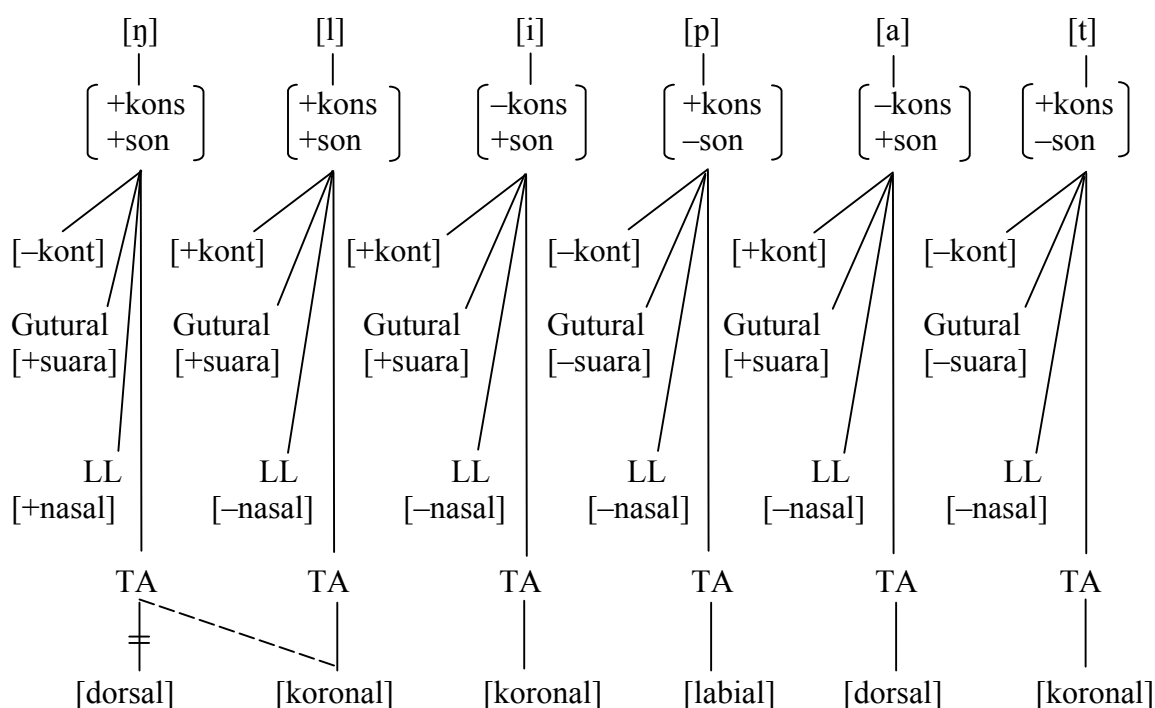 [ŋ] [l] [i] [p] [a] [t]
+kons +kons –kons +kons –kons +kons
+son +son +son –son +son –son
[–kont] [+kont] [+kont] [–kont] [+kont] [–kont]
Gutural Gutural Gutural Gutural Gutural Gutural
[+suara] [+suara] [+suara] [–suara] [+suara] [–suara]
LL LL LL LL LL LL
[+nasal] [–nasal] [–nasal] [–nasal] [–nasal] [–nasal]
TA TA TA TA TA TA
[dorsal] [koronal] [koronal] [labial] [dorsal] [koronal]